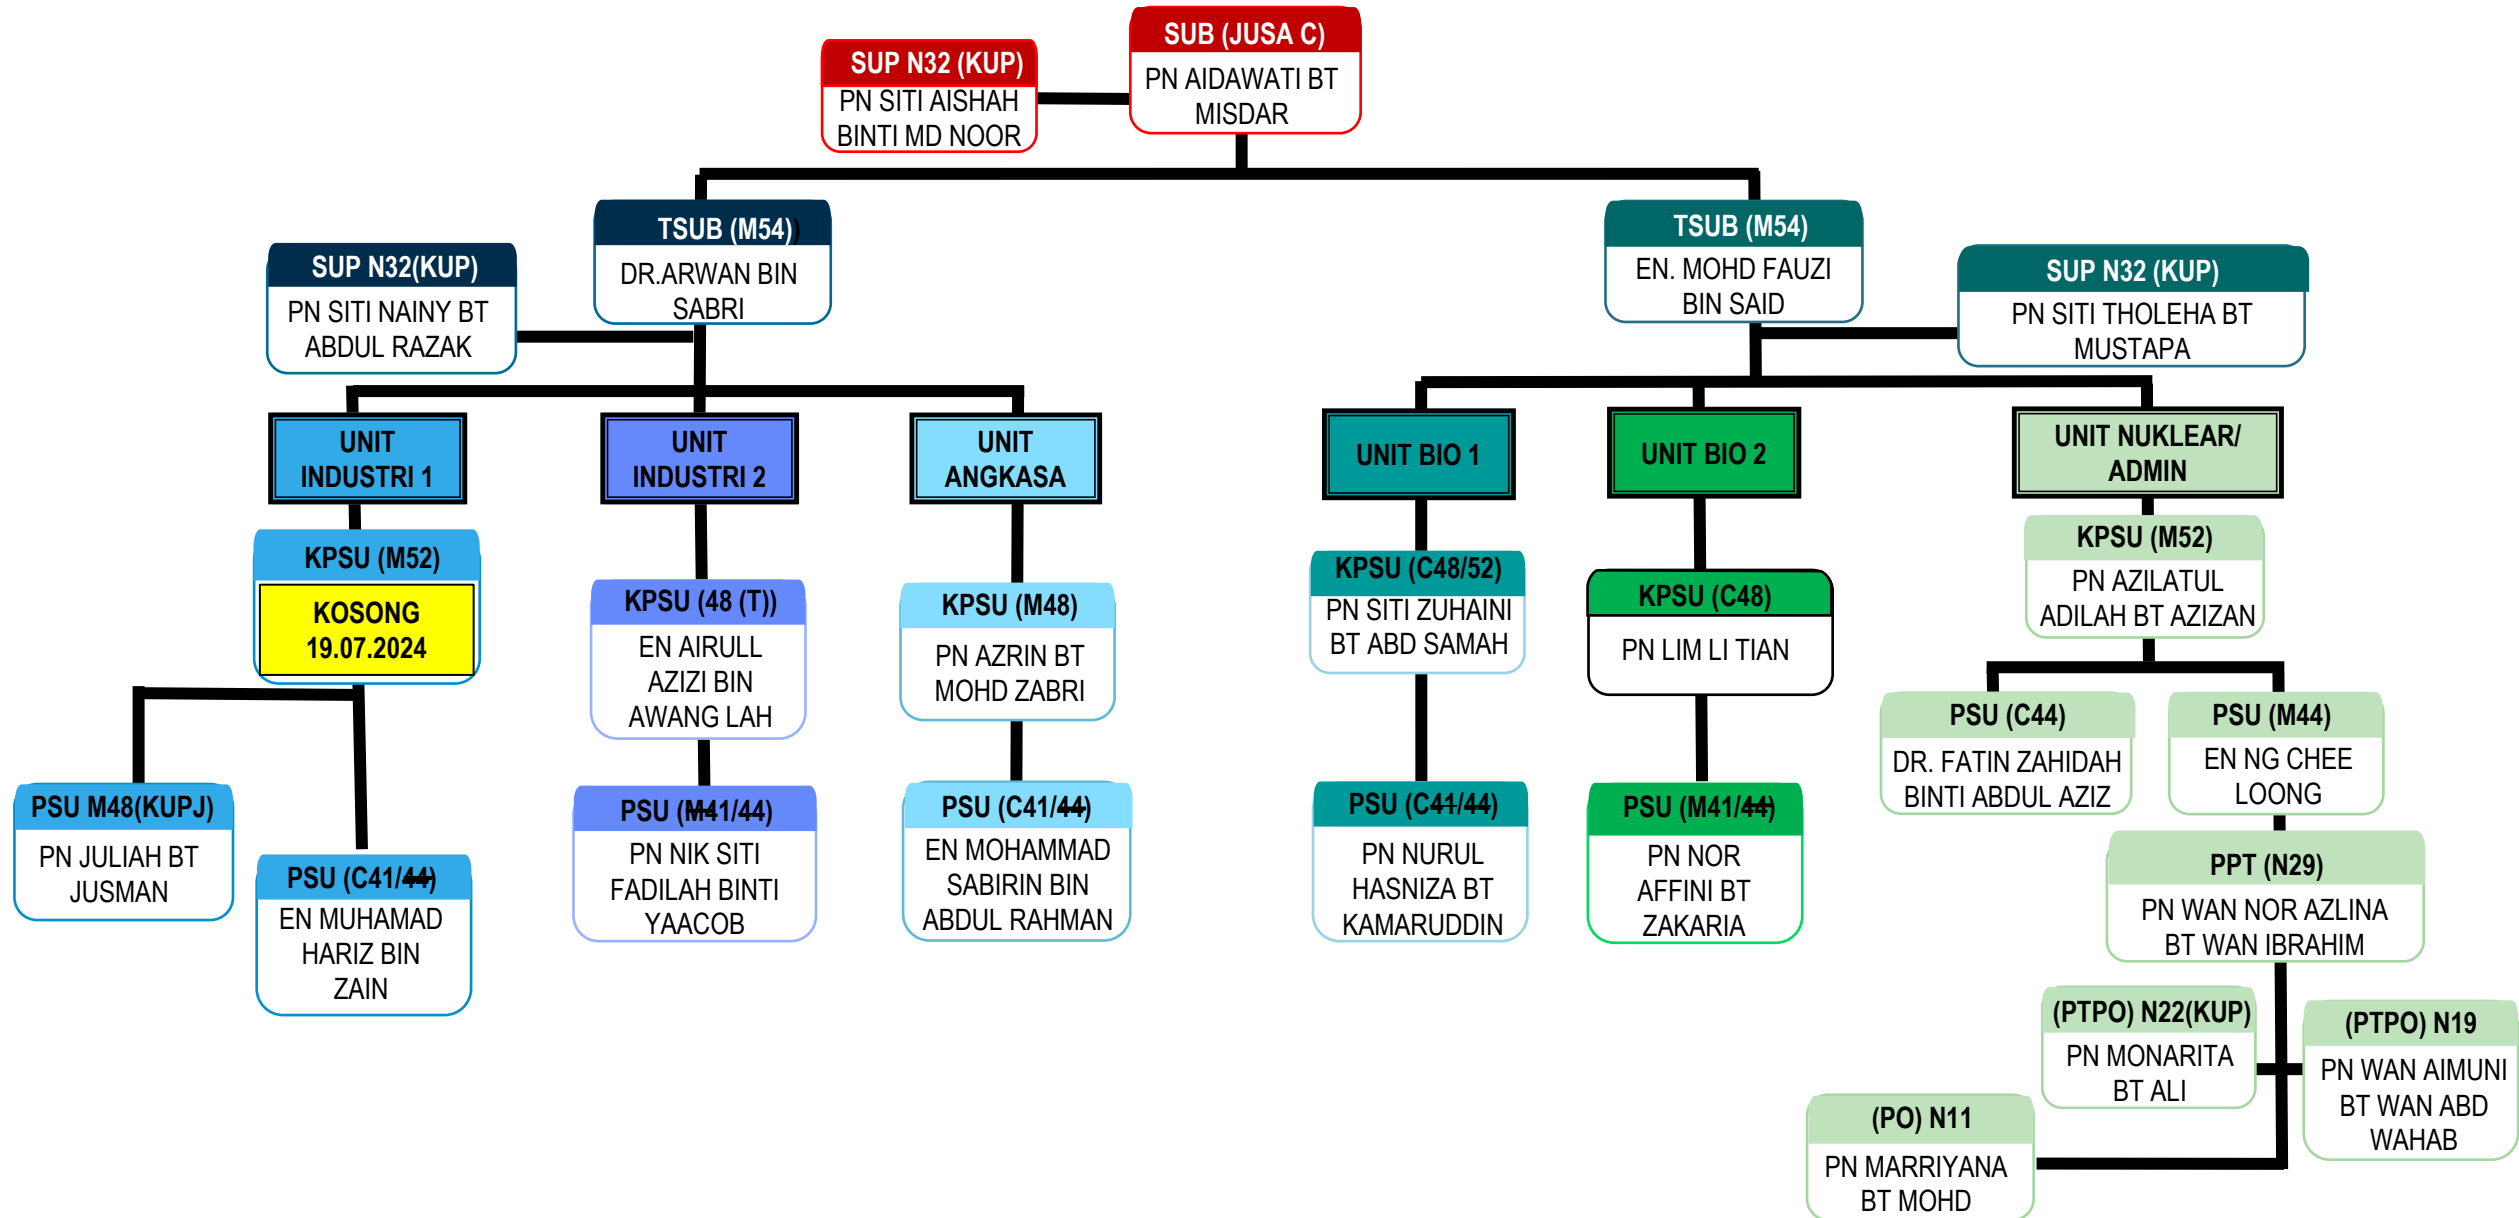 SUB (JUSA C)
PN AIDAWATI BT
MISDAR
SUP N32 (KUP)
PN SITI AISHAH
BINTI MD NOOR
TSUB (M54))
DR.ARWAN BIN
SABRI
SUP N32(KUP)
PN SITI NAINY BT
ABDUL RAZAK
TSUB (M54)
EN. MOHD FAUZI
BIN SAID
SUP N32 (KUP)
PN SITI THOLEHA BT
MUSTAPA
UNIT
INDUSTRI 1
UNIT
INDUSTRI 2
UNIT
ANGKASA
UNIT BIO 1
UNIT BIO 2
UNIT NUKLEAR/
ADMIN
KPSU (M52)
KOSONG
19.07.2024
KPSU (48 (T))
EN AIRULL
AZIZI BIN
AWANG LAH
KPSU (M48)
PN AZRIN BT
MOHD ZABRI
KPSU (C48/52)
PN SITI ZUHAINI
BT ABD SAMAH
KPSU (C48)
PN LIM LI TIAN
KPSU (M52)
PN AZILATUL
ADILAH BT AZIZAN
PSU M48(KUPJ)
PN JULIAH BT
JUSMAN
PSU (C41/44)
EN MUHAMAD
HARIZ BIN
ZAIN
PSU (M41/44)
PN NIK SITI
FADILAH BINTI
YAACOB
PSU (C41/44)
EN MOHAMMAD
SABIRIN BIN
ABDUL RAHMAN
PSU (C41/44)
PN NURUL
HASNIZA BT
KAMARUDDIN
PSU (M41/44)
PN NOR
AFFINI BT
ZAKARIA
PSU (C44)
DR. FATIN ZAHIDAH
BINTI ABDUL AZIZ
PSU (M44)
EN NG CHEE
LOONG
PPT (N29)
PN WAN NOR AZLINA
BT WAN IBRAHIM
(PTPO) N22(KUP)
PN MONARITA
BT ALI
(PTPO) N19
PN WAN AIMUNI
BT WAN ABD
WAHAB
(PO) N11
PN MARRIYANA
BT MOHD